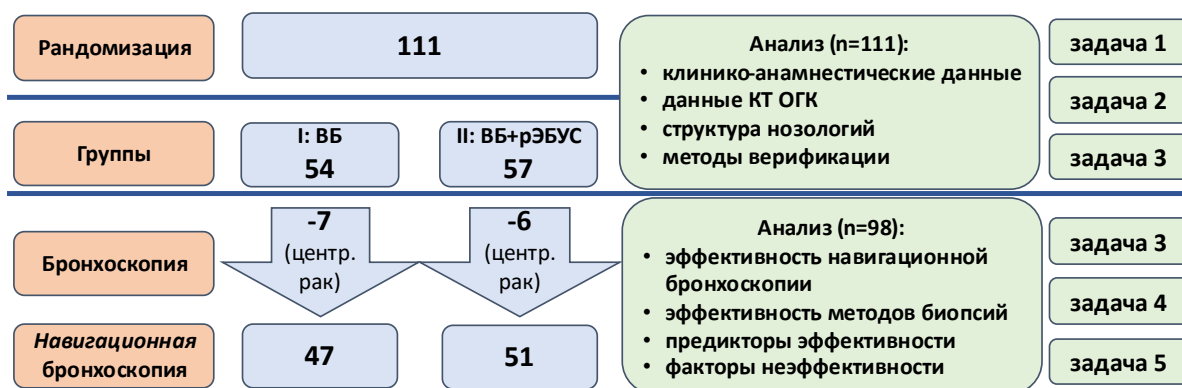 Рандомизация
111
Анализ (n=111):
• клинико-анамнестические данные
• данные КТ ОГК
• структура нозологий
• методы верификации
задача 1
задача 2
задача 3
Группы
I: ВБ
54
II: ВБ+рЭБУС
57
Бронхоскопия
-7
(центр.
рак)
-6
(центр.
рак)
Анализ (n=98):
• эффективность навигационной
бронхоскопии
• эффективность методов биопсий
• предикторы эффективности
• факторы неэффективности
задача 3
задача 4
задача 5
Навигационная
бронхоскопия
47
51